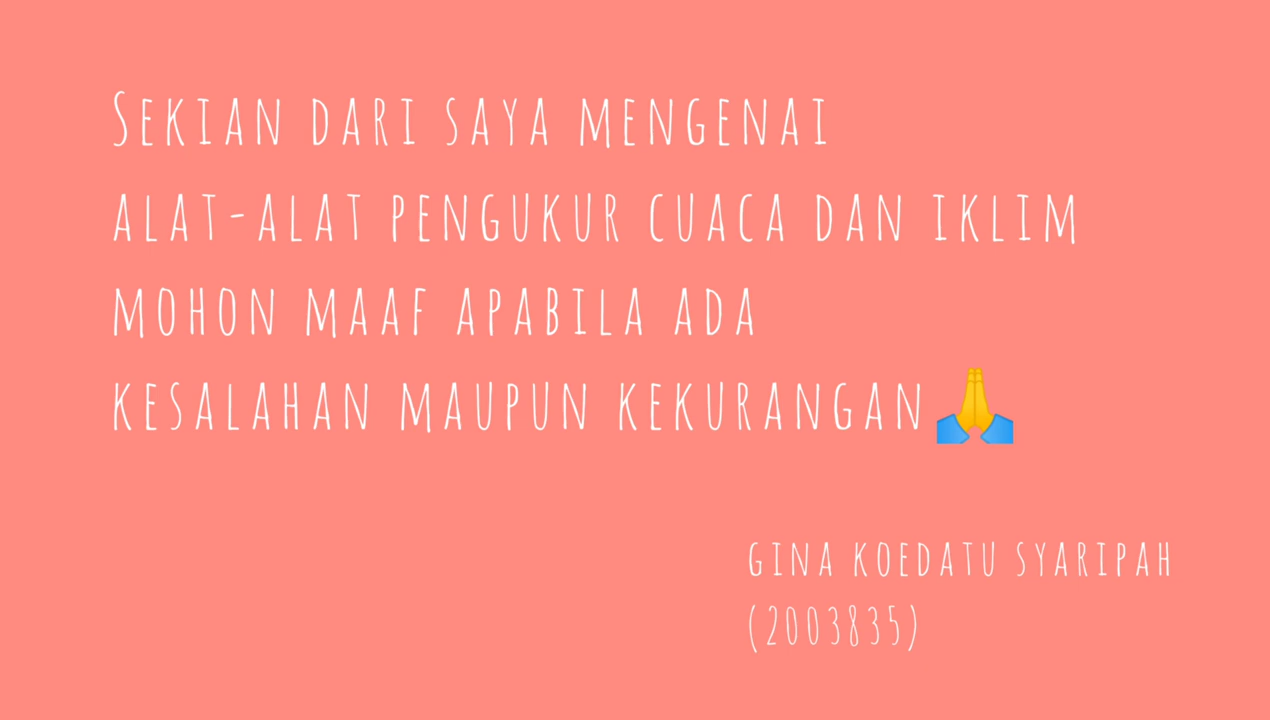 Sekian dari saya mengenai
alat-alat pengukur cuaca dan iklim
mohon maaf apabila ada
kesalahan maupun kekurangan🙏
Gina Koedatu Syaripah
(2003835)